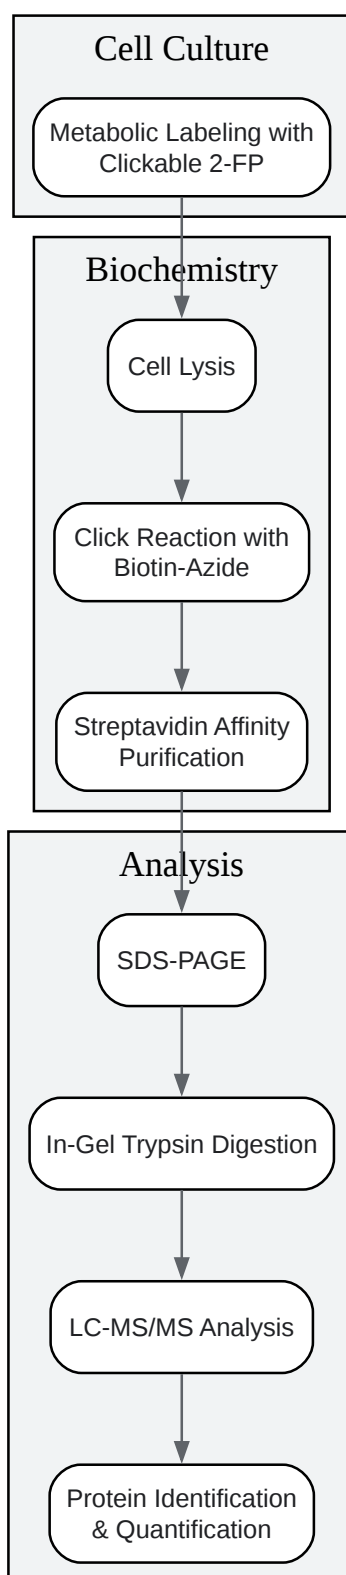 Cell Culture
Metabolic Labeling with
Clickable 2-FP
Biochemistry
Cell Lysis
Click Reaction with
Biotin-Azide
Streptavidin Affinity
Purification
Analysis
SDS-PAGE
In-Gel Trypsin Digestion
LC-MS/MS Analysis
Protein Identification
& Quantification